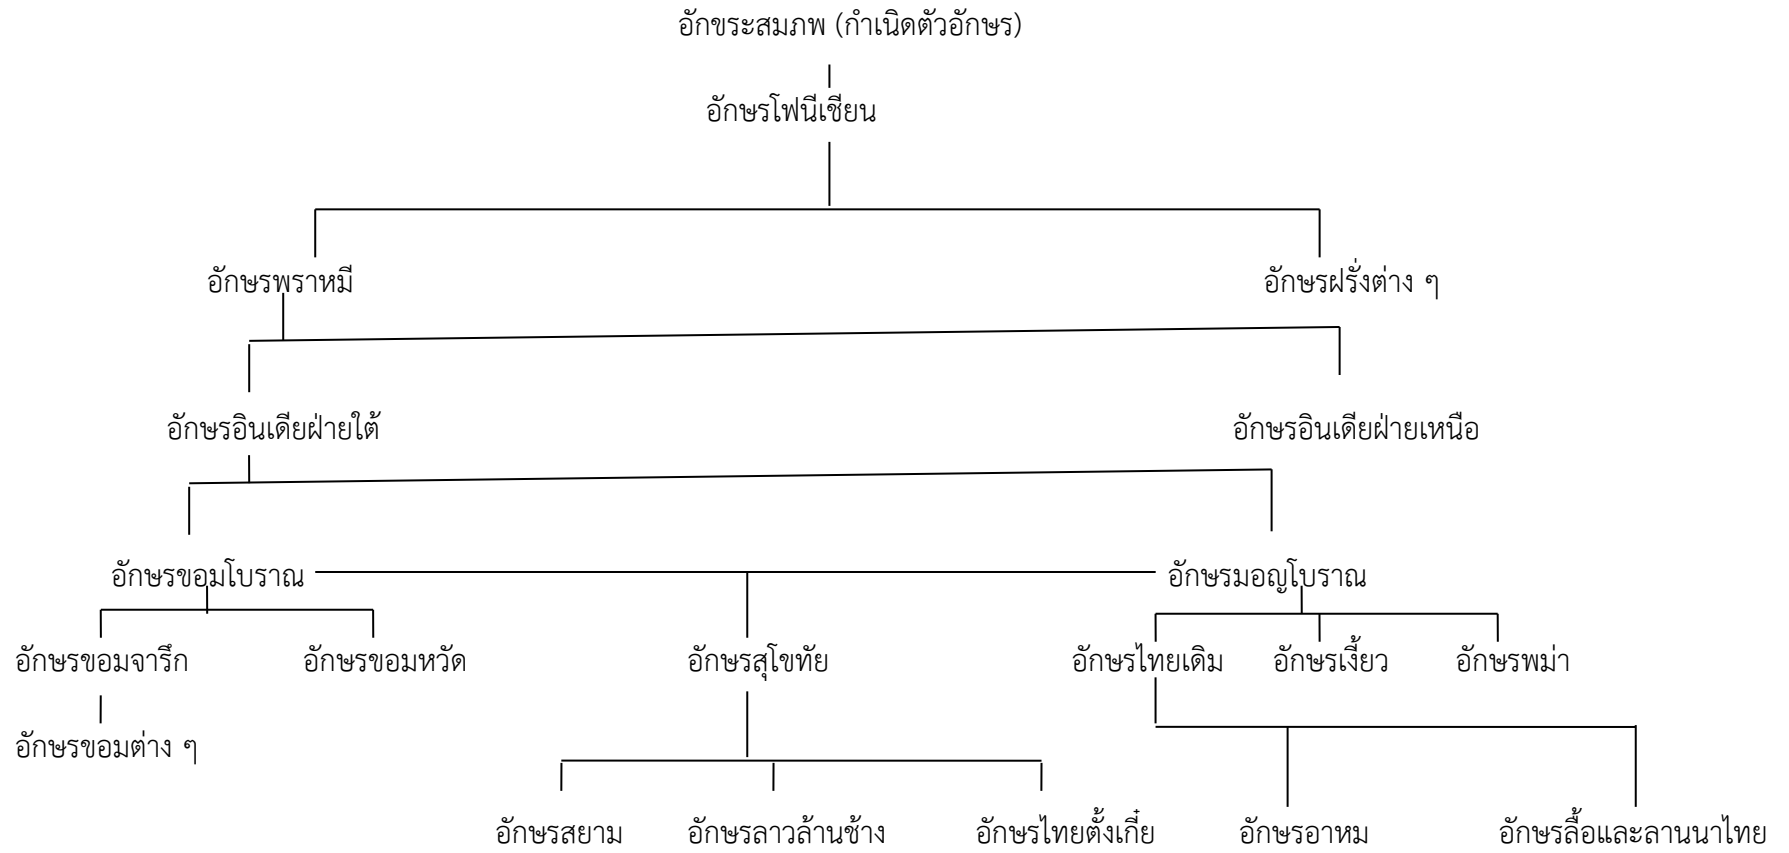 อักขระสมภพ (กำเนิดตัวอักษร)
อักษรโฟนีเชียน
อักษรพราหมี
อักษรฝรั่งต่าง ๆ
อักษรอินเดียฝ่ายใต้
อักษรอินเดียฝ่ายเหนือ
อักษรขอมโบราณ
อักษรมอญโบราณ
อักษรขอมจารึก
อักษรขอมหวัด
อักษรสุโขทัย
อักษรไทยเดิม
อักษรเงี้ยว
อักษรพม่า
อักษรขอมต่าง ๆ
อักษรสยาม
อักษรลาวล้านช้าง
อักษรไทยตั้งเกี๋ย
อักษรอาหม
อักษรลื้อและลานนาไทย